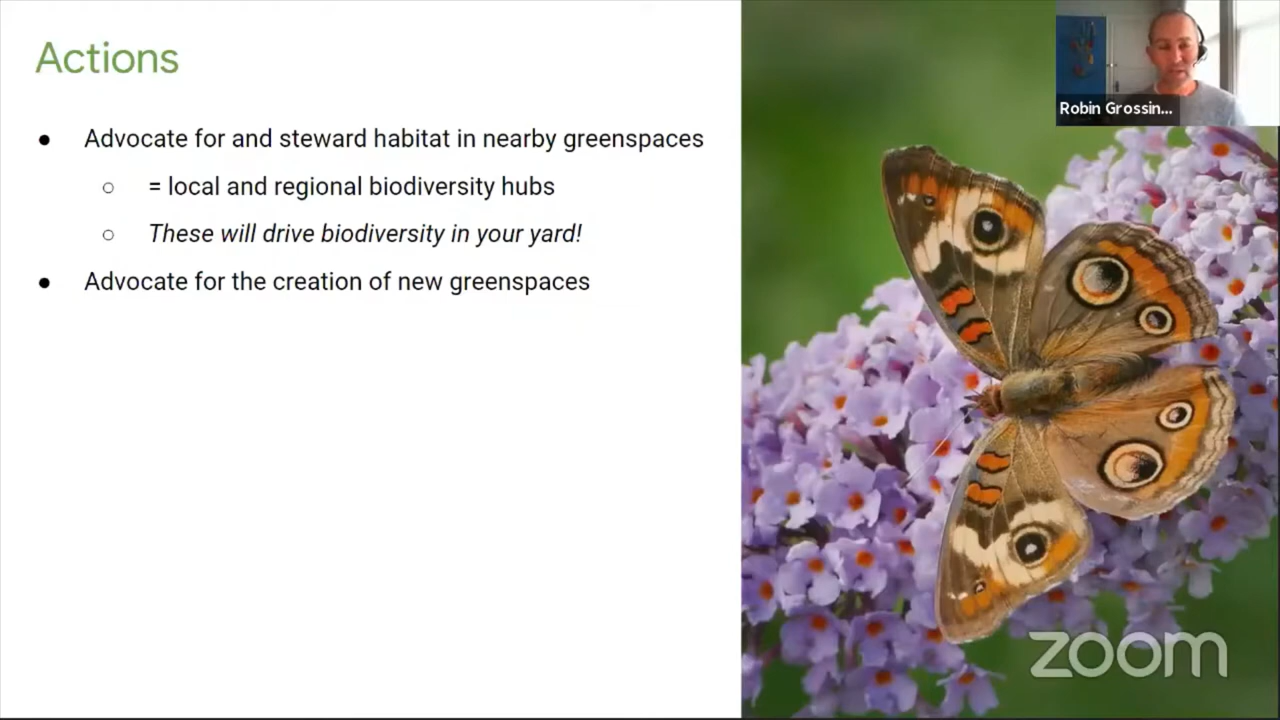 Actions
● Advocate for and steward habitat in nearby greenspaces
○ = local and regional biodiversity hubs
○ These will drive biodiversity in your yard!
● Advocate for the creation of new greenspaces
Robin Grossin...
zoom